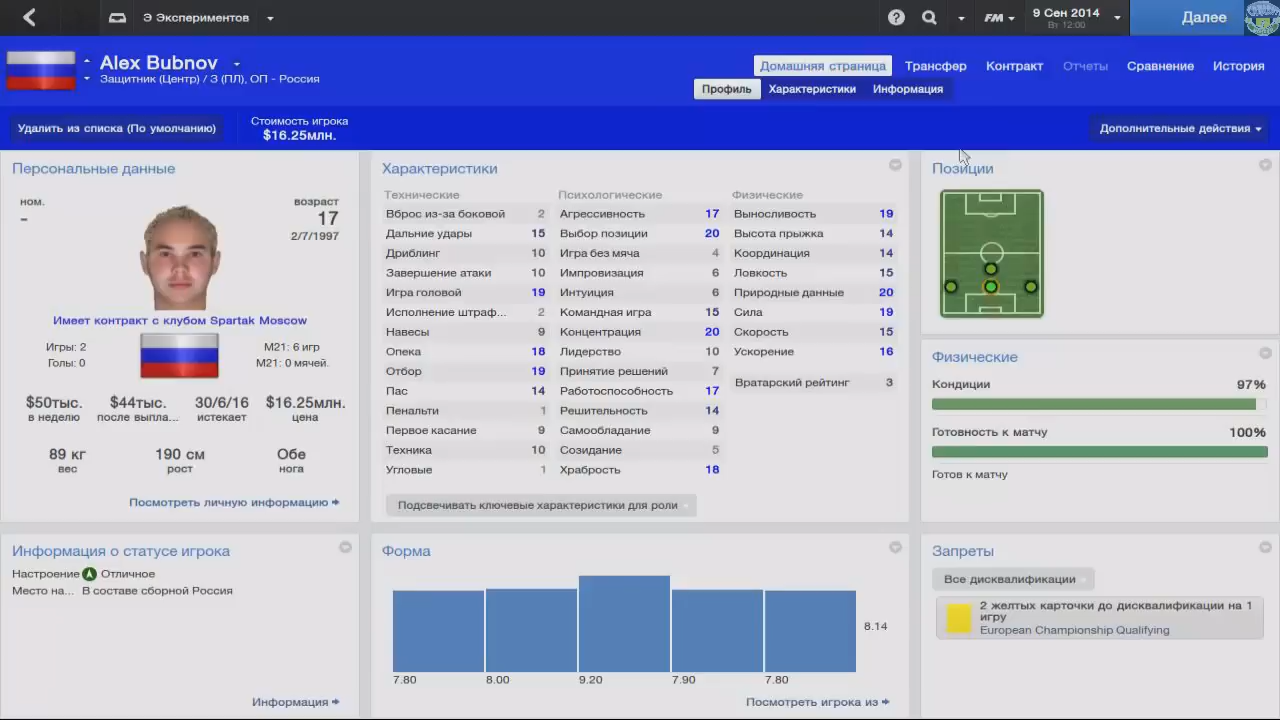 Э Экспериментов
FM
9 Сен 2014
Вт 12:00
Далее
Alex Bubnov
Защитник (Центр) / З (ПЛ), ОП - Россия
Домашняя страница
Трансфер
Контракт
Отчеты
Сравнение
История
Профиль
Характеристики
Информация
Удалить из списка (По умолчанию)
Стоимость игрока
$16.25млн.
Дополнительные действия
Персональные данные
ном.
-
возраст
17
2/7/1997
Имеет контракт с клубом Spartak Moscow
Игры: 2
Голы: 0
М21: 6 игр
М21: 0 мячей.
$50тыс. $44тыс. 30/6/16 $16.25млн.
в неделю после выпла... истекает цена
89 кг 190 см Обе
вес рост нога
Посмотреть личную информацию
Характеристики
Технические Психологические Физические
Вброс из-за боковой 2 Агрессивность 17 Выносливость 19
Дальние удары 15 Выбор позиции 20 Высота прыжка 14
Дриблинг 10 Игра без мяча 4 Координация 14
Завершение атаки 10 Импровизация 6 Ловкость 15
Игра головой 19 Интуиция 6 Природные данные 20
Исполнение штраф... 2 Командная игра 15 Сила 19
Навесы 9 Концентрация 20 Скорость 15
Опека 18 Лидерство 10 Ускорение 16
Отбор 19 Принятие решений 7 Вратарский рейтинг 3
Пас 14 Работоспособность 17
Пенальти 1 Решительность 14
Первое касание 9 Самообладание 9
Техника 10 Созидание 5
Угловые 1 Храбрость 18
Подсвечивать ключевые характеристики для роли
Позиции
Физические
Кондиции 97%
Готовность к матчу 100%
Готов к матчу
Информация о статусе игрока
Настроение Отличное
Место на... В составе сборной Россия
Информация
Форма
8.14
7.80 8.00 9.20 7.90 7.80
Посмотреть игрока из
Запреты
Все дисквалификации
2 желтых карточки до дисквалификации на 1
игру
European Championship Qualifying